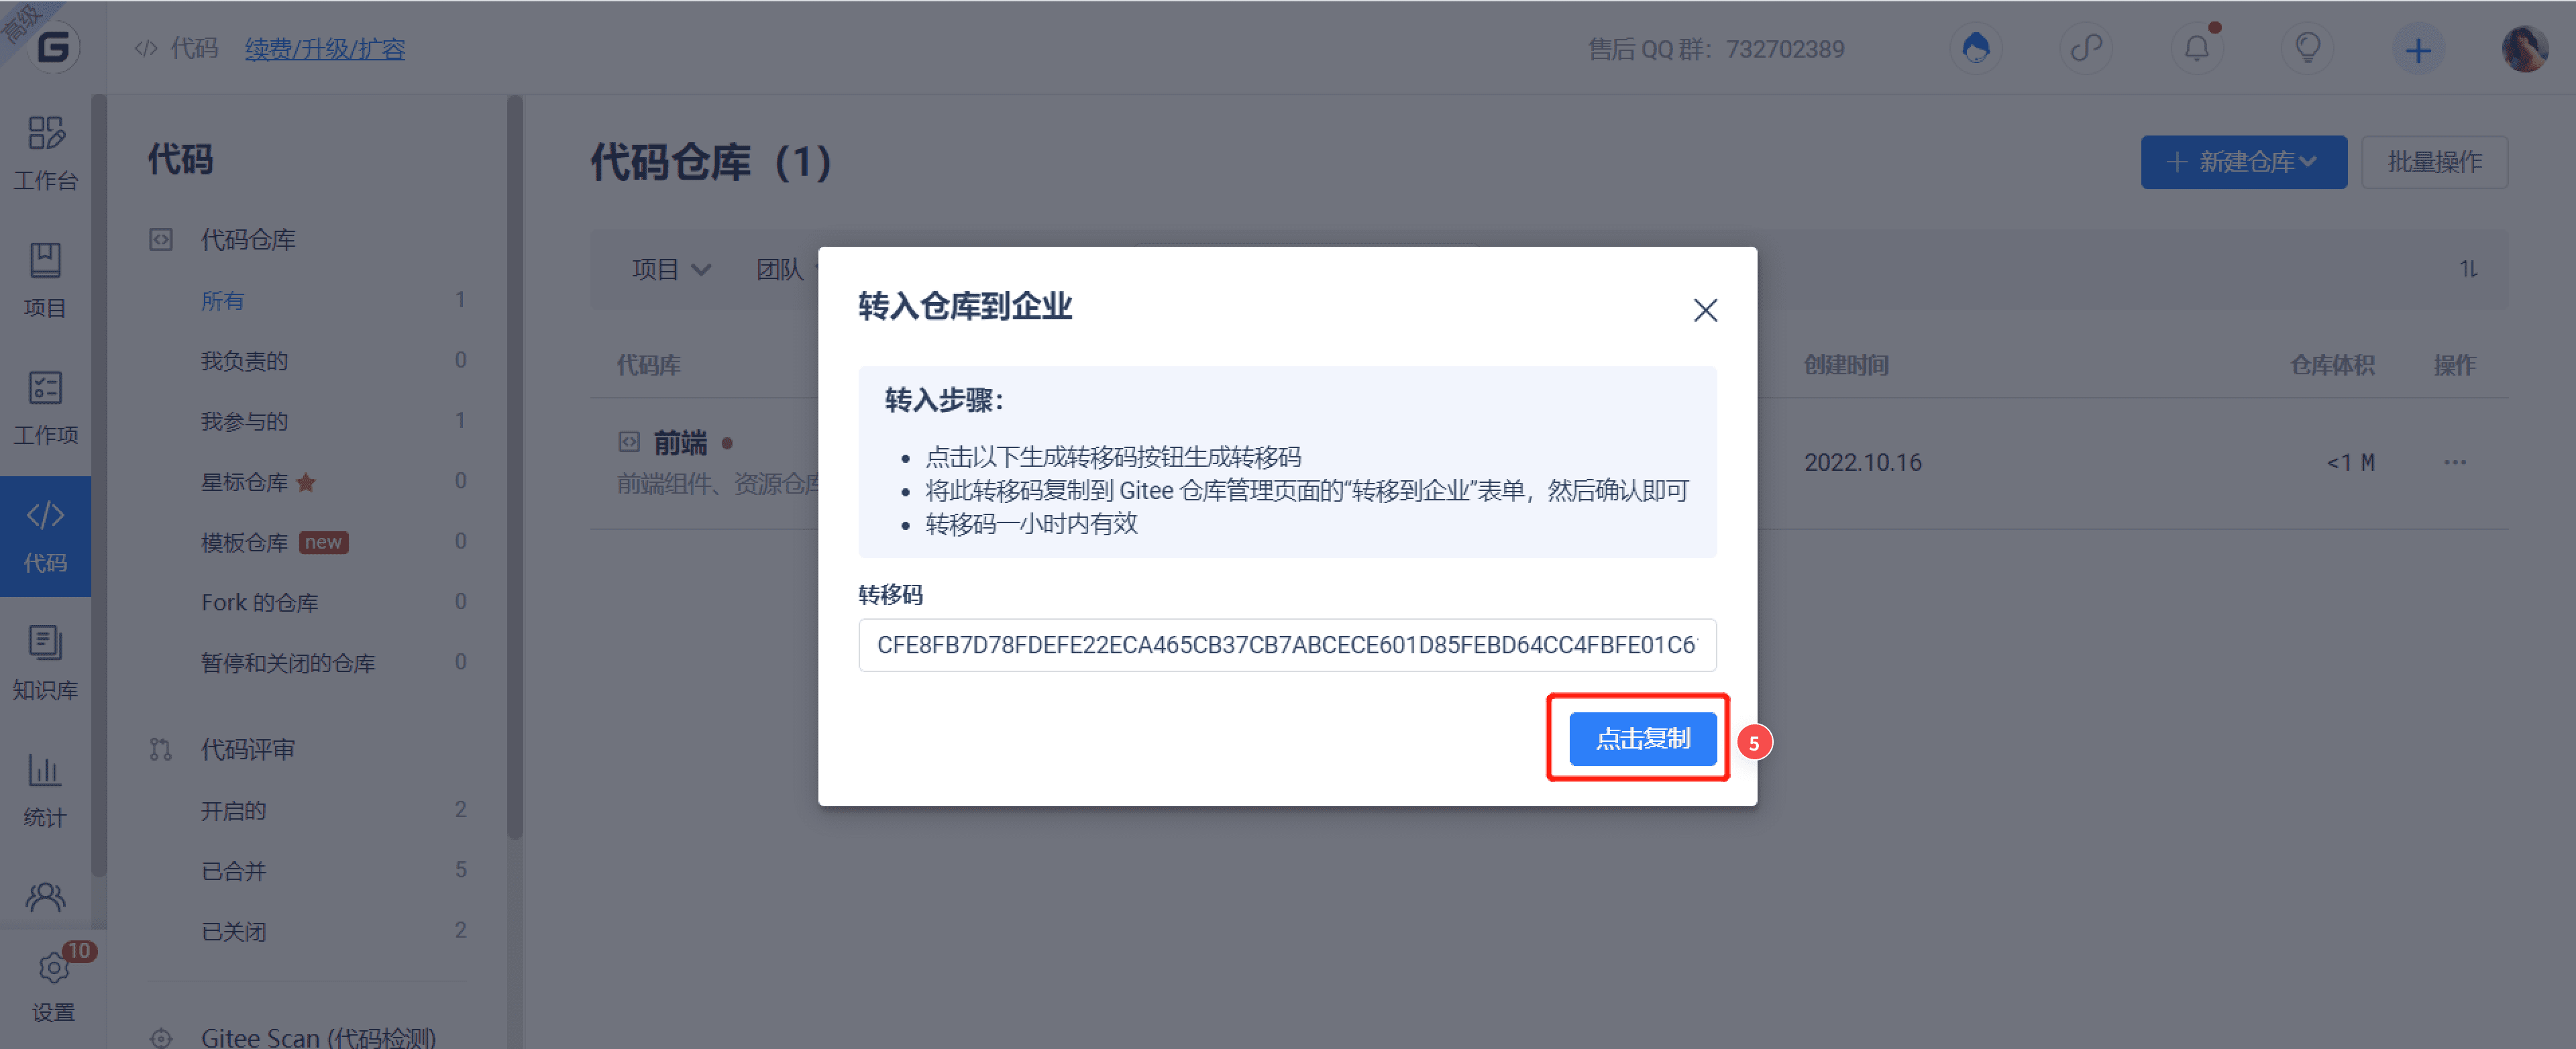 高级
代码 续费/升级/扩容
售后 QQ 群：732702389
工作台
项目
工作项
代码
知识库
统计
10
设置
代码
代码仓库
所有 1
我负责的 0
我参与的 1
星标仓库 0
模板仓库 new 0
Fork 的仓库 0
暂停和关闭的仓库 0
代码评审
开启的 2
已合并 5
已关闭 2
Gitee Scan (代码检测)
代码仓库（1）
新建仓库 批量操作
项目 团队
代码库 创建时间 仓库体积 操作
前端
前端组件、资源仓库
2022.10.16 <1 M
转入仓库到企业
转入步骤：
• 点击以下生成转移码按钮生成转移码
• 将此转移码复制到 Gitee 仓库管理页面的“转移到企业”表单，然后确认即可
• 转移码一小时内有效
转移码
CFE8FB7D78FDEFE22ECA465CB37CB7ABCECE601D85FEBD64CC4FBFE01C6
点击复制
5